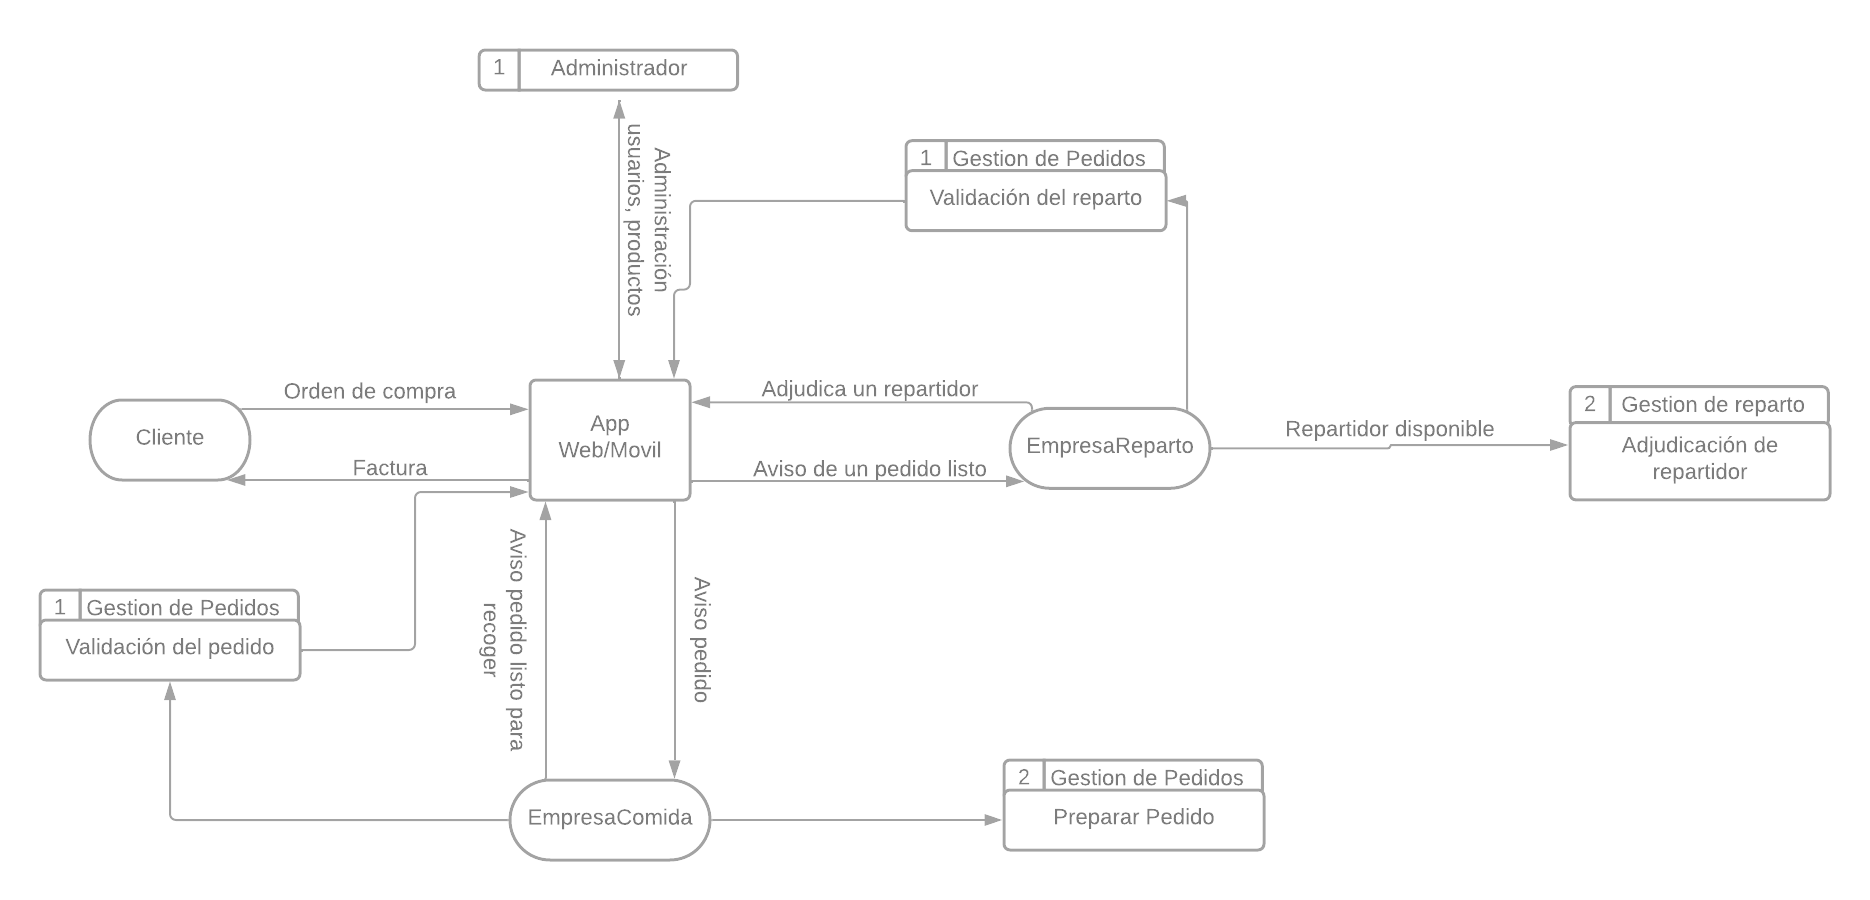 1 Administrador
Administración
usuarios, productos
1 Gestion de Pedidos
Validación del reparto
Orden de compra
Adjudica un repartidor
App
Web/Movil
Cliente
EmpresaReparto
Repartidor disponible
2 Gestion de reparto
Adjudicación de
repartidor
Factura
Aviso de un pedido listo
Aviso pedido listo para
recoger
Aviso pedido
1 Gestion de Pedidos
Validación del pedido
EmpresaComida
2 Gestion de Pedidos
Preparar Pedido